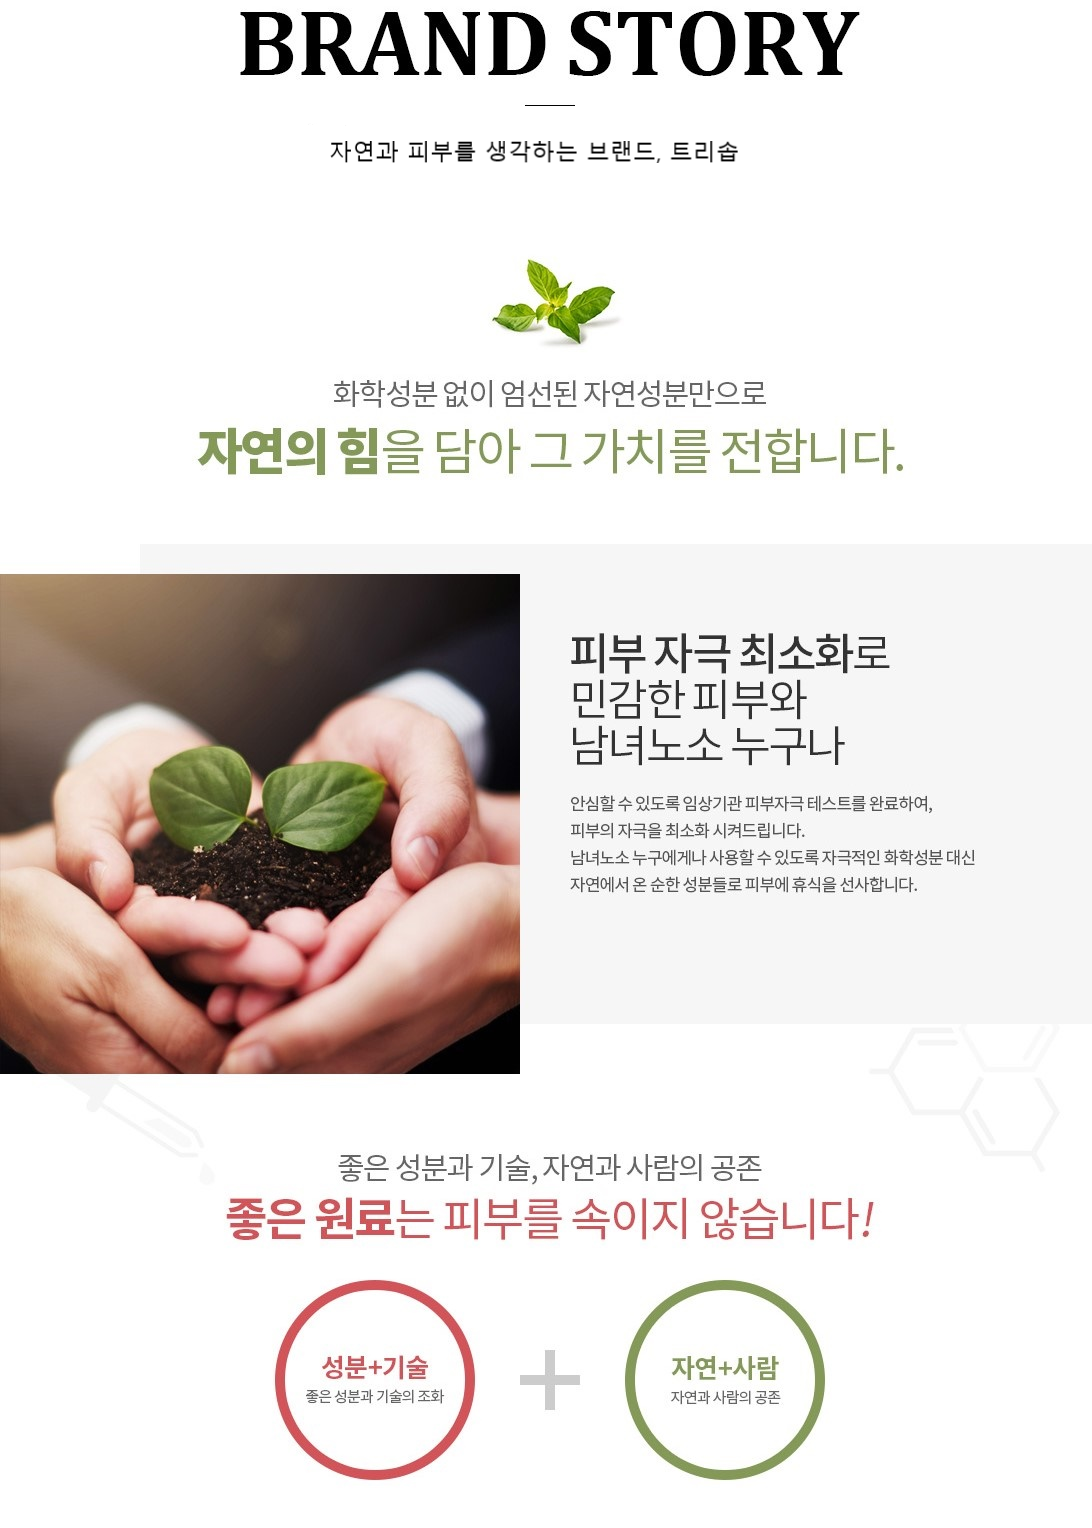 BRAND STORY
자연과 피부를 생각하는 브랜드, 트리솝
화학성분 없이 엄선된 자연성분만으로
자연의 힘을 담아 그 가치를 전합니다.
피부 자극 최소화로
민감한 피부와
남녀노소 누구나
안심할 수 있도록 임상기관 피부자극 테스트를 완료하여,
피부의 자극을 최소화 시켜드립니다.
남녀노소 누구에게나 사용할 수 있도록 자극적인 화학성분 대신
자연에서 온 순한 성분들로 피부에 휴식을 선사합니다.
좋은 성분과 기술, 자연과 사람의 공존
좋은 원료는 피부를 속이지 않습니다!
성분+기술
좋은 성분과 기술의 조화
자연+사람
자연과 사람의 공존